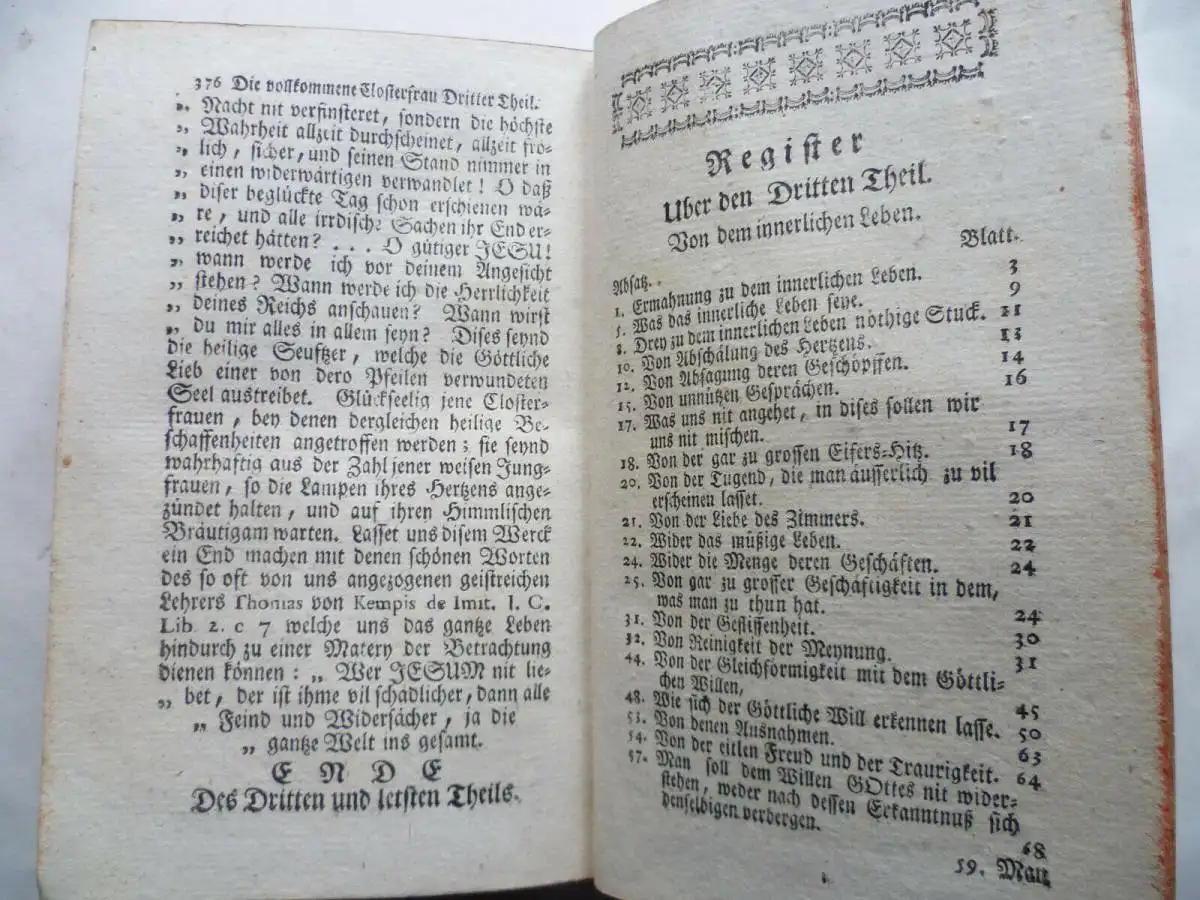 376 Die vollkommene Closterfrau Dritter Theil.
„ Nacht nit verfinsteret, sondern die höchste
„ Wahrheit allzeit durchscheinet, allzeit frö-
„ lich, sicher, und seinen Stand nimmer in
„ einen widerwärtigen verwandlet! O daß
„ diser beglückte Tag schon erschienen wä-
„ re, und alle irrdische Sachen ihr End er-
„ reichet hätten? . . . O gütiger JESU!
„ wann werde ich vor deinem Angesicht
„ stehen? Wann werde ich die Herrlichkeit
„ deines Reichs anschauen? Wann wirst
„ du mir alles in allem seyn? Dises seynd
die heilige Seuftzer, welche die Göttliche
Lieb einer von dero Pfeilen verwundeten
Seel austreibet. Glückseelig jene Closter-
frauen, bey denen dergleichen heilige Be-
schaffenheiten angetroffen werden; sie seynd
wahrhaftig aus der Zahl jener weisen Jung-
frauen, so die Lampen ihres Hertzens ange-
zündet halten, und auf ihren Himmlischen
Bräutigam warten. Lasset uns disem Werck
ein End machen mit denen schönen Worten
des so oft von uns angezogenen geistreichen
Lehrers Thomas von Kempis de Imit. I. C.
Lib 2. c 7 welche uns das gantze Leben
hindurch zu einer Matery der Betrachtung
dienen können: „ Wer JESUM nit lie-
„ bet, der ist ihme vil schädlicher, dann alle
„ Feind und Widersächer, ja die
„ gantze Welt ins gesamt.
ENDE
Des Dritten und letsten Theils.
Register
Uber den Dritten Theil.
Von dem innerlichen Leben.
Absatz. Blatt.
1. Ermahnung zu dem innerlichen Leben. 3
5. Was das innerliche Leben seye. 9
8. Drey zu dem innerlichen Leben nöthige Stuck. 11
10. Von Abschälung des Hertzens. 13
12. Von Absagung deren Geschöpffen. 14
15. Von unnützen Gesprächen. 16
17. Was uns nit angehet, in dises sollen wir
uns nit mischen. 17
18. Von der gar zu grossen Eifers-Hitz. 18
20. Von der Tugend, die man äusserlich zu vil
erscheinen lasset. 20
21. Von der Liebe des Zimmers. 21
22. Wider das müßige Leben. 22
24. Wider die Menge deren Geschäften. 24
25. Von gar zu grosser Geschäftigkeit in dem,
was man zu thun hat. 24
31. Von der Geflissenheit. 30
32. Von Reinigkeit der Meynung. 31
44. Von der Gleichförmigkeit mit dem Göttli-
chen Willen, 45
48. Wie sich der Göttliche Will erkennen lasse. 50
53. Von denen Ausnahmen. 63
54. Von der eitlen Freud und der Traurigkeit. 64
57. Man soll dem Willen GOttes nit wider-
stehen, weder nach dessen Erkanntnuß sich
denselbigen verbergen. 68
59. Man